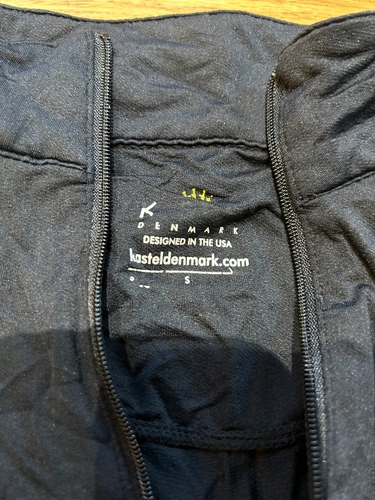 K
DENMARK
DESIGNED IN THE USA
kasteldenmark.com
S